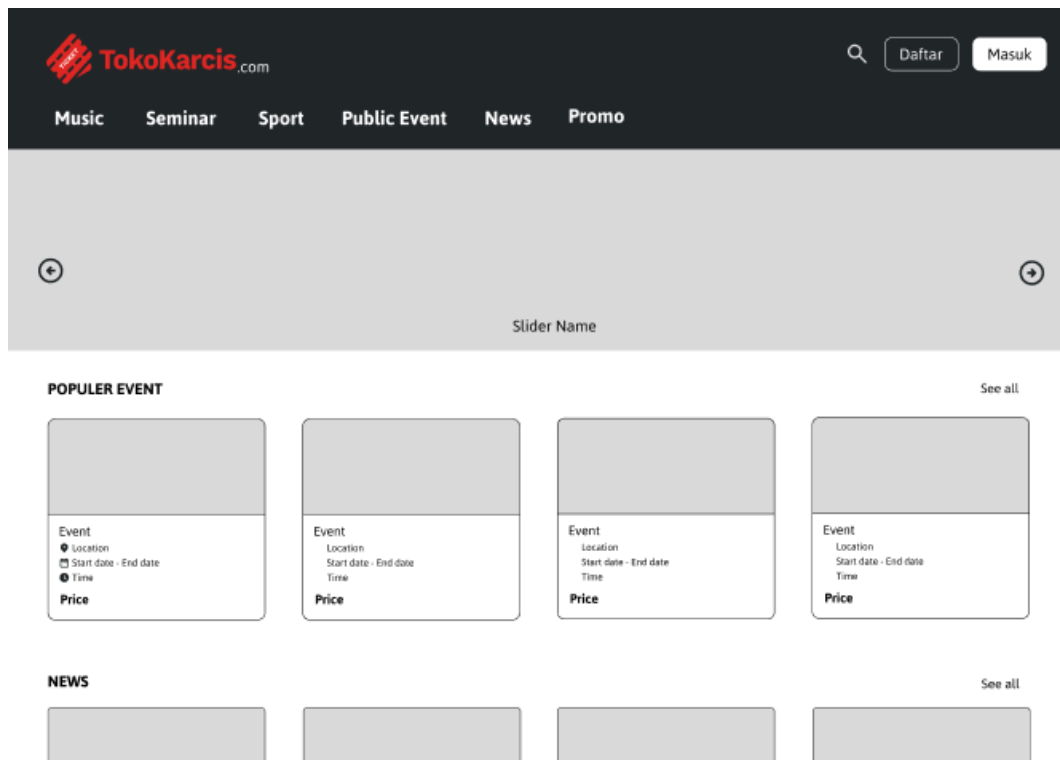 TICKET
TokoKarcis.com
Daftar
Masuk
Music Seminar Sport Public Event News Promo
Slider Name
POPULER EVENT
See all
Event
Location
Start date - End date
Time
Price
Event
Location
Start date - End date
Time
Price
Event
Location
Start date - End date
Time
Price
Event
Location
Start date - End date
Time
Price
NEWS
See all